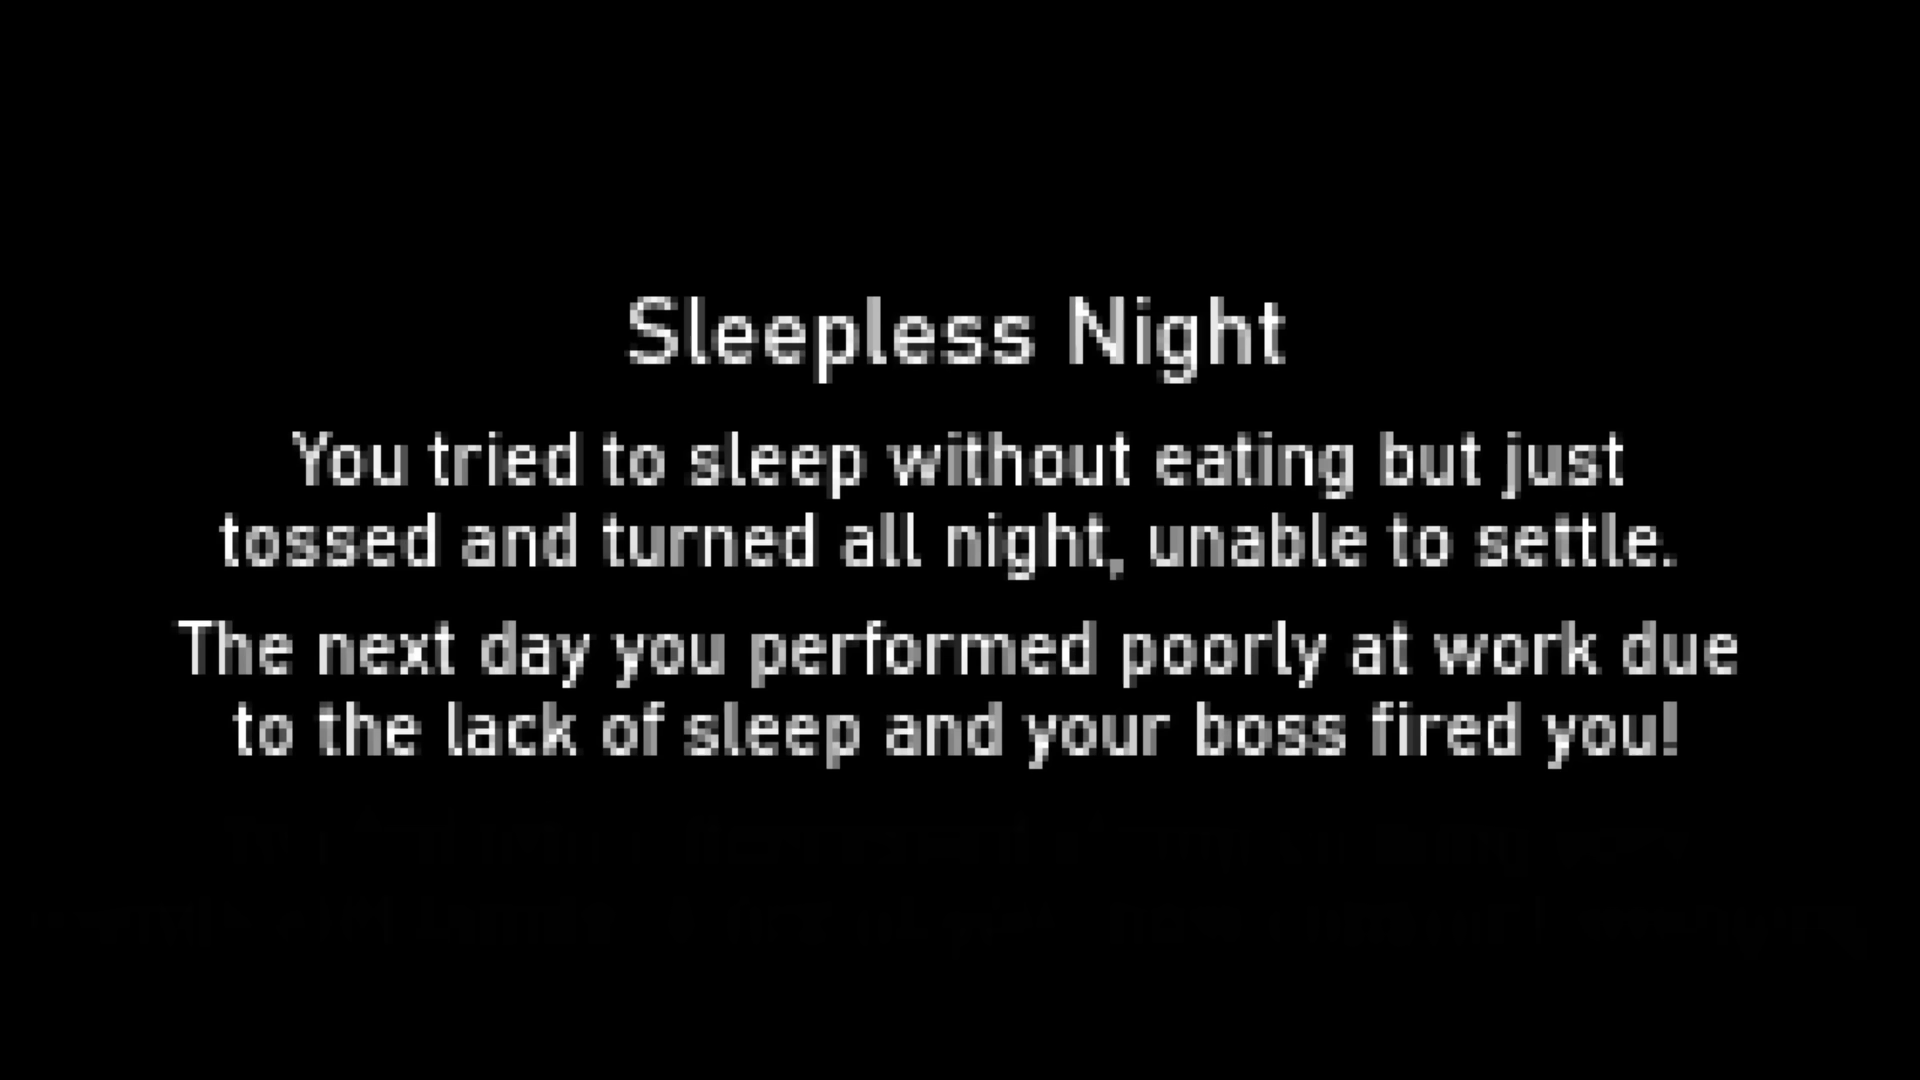 Sleepless Night
You tried to sleep without eating but just
tossed and turned all night, unable to settle.
The next day you performed poorly at work due
to the lack of sleep and your boss fired you!